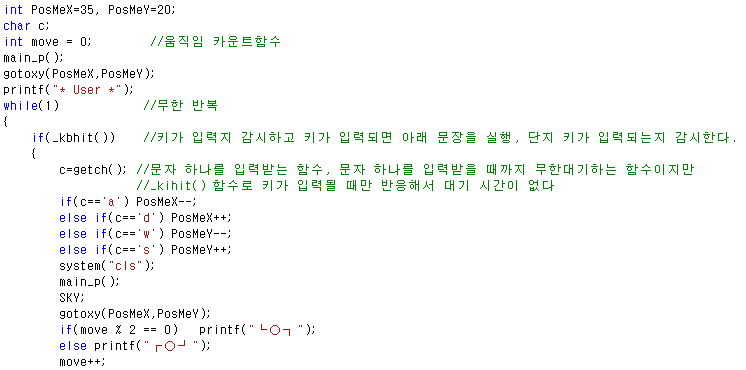 int PosMeX=35, PosMeY=20;
char c;
int move = 0;        //움직임 카운트함수
main_p();
gotoxy(PosMeX,PosMeY);
printf("* User *");
while(1)            //무한 반복
{
    if(_kbhit())    //키가 입력지 감시하고 키가 입력되면 아래 문장을 실행, 단지 키가 입력되는지 감시한다.
    {
        c=getch(); //문자 하나를 입력받는 함수, 문자 하나를 입력받을 때까지 무한대기하는 함수이지만
                   //_kihit() 함수로 키가 입력될 때만 반응해서 대기 시간이 없다
        if(c=='a') PosMeX--;
        else if(c=='d') PosMeX++;
        else if(c=='w') PosMeY--;
        else if(c=='s') PosMeY++;
        system("cls");
        main_p();
        SKY;
        gotoxy(PosMeX,PosMeY);
        if(move % 2 == 0)   printf("└○┐");
        else printf("┌○┘");
        move++;